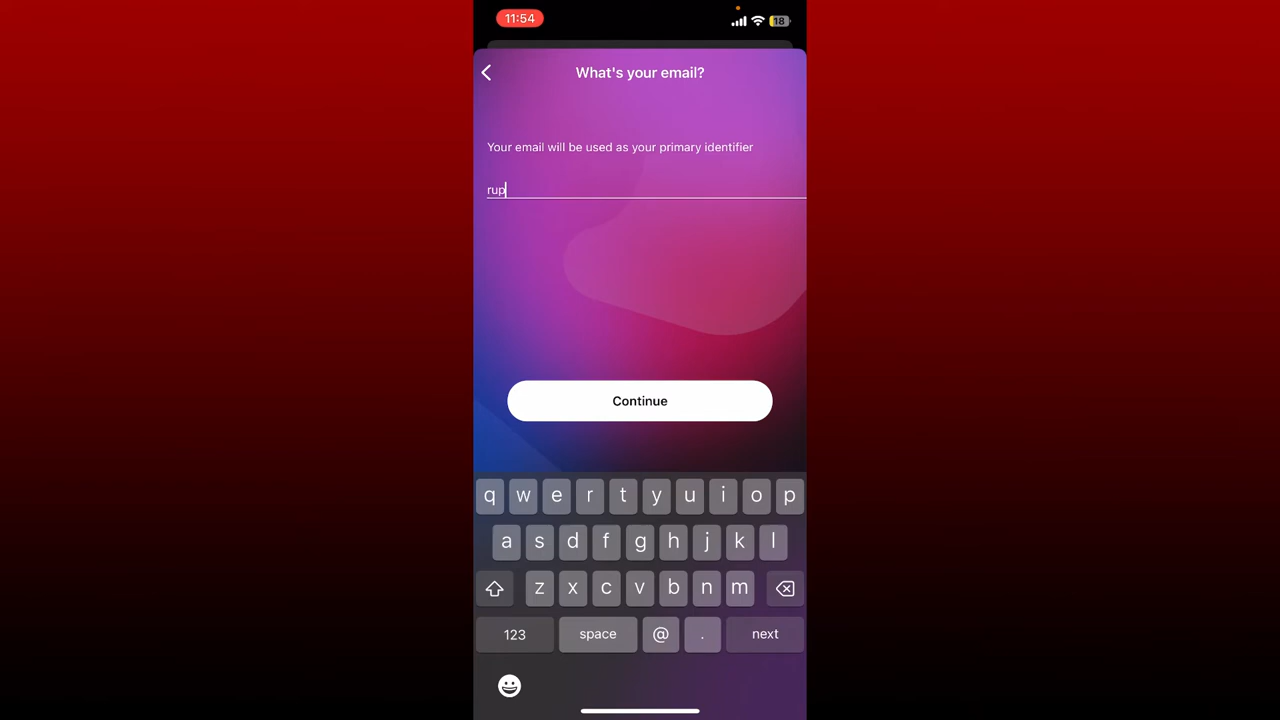 11:54
18
What's your email?
Your email will be used as your primary identifier
rup
Continue
q w e r t y u i o p
a s d f g h j k l
z x c v b n m
123 space @ . next